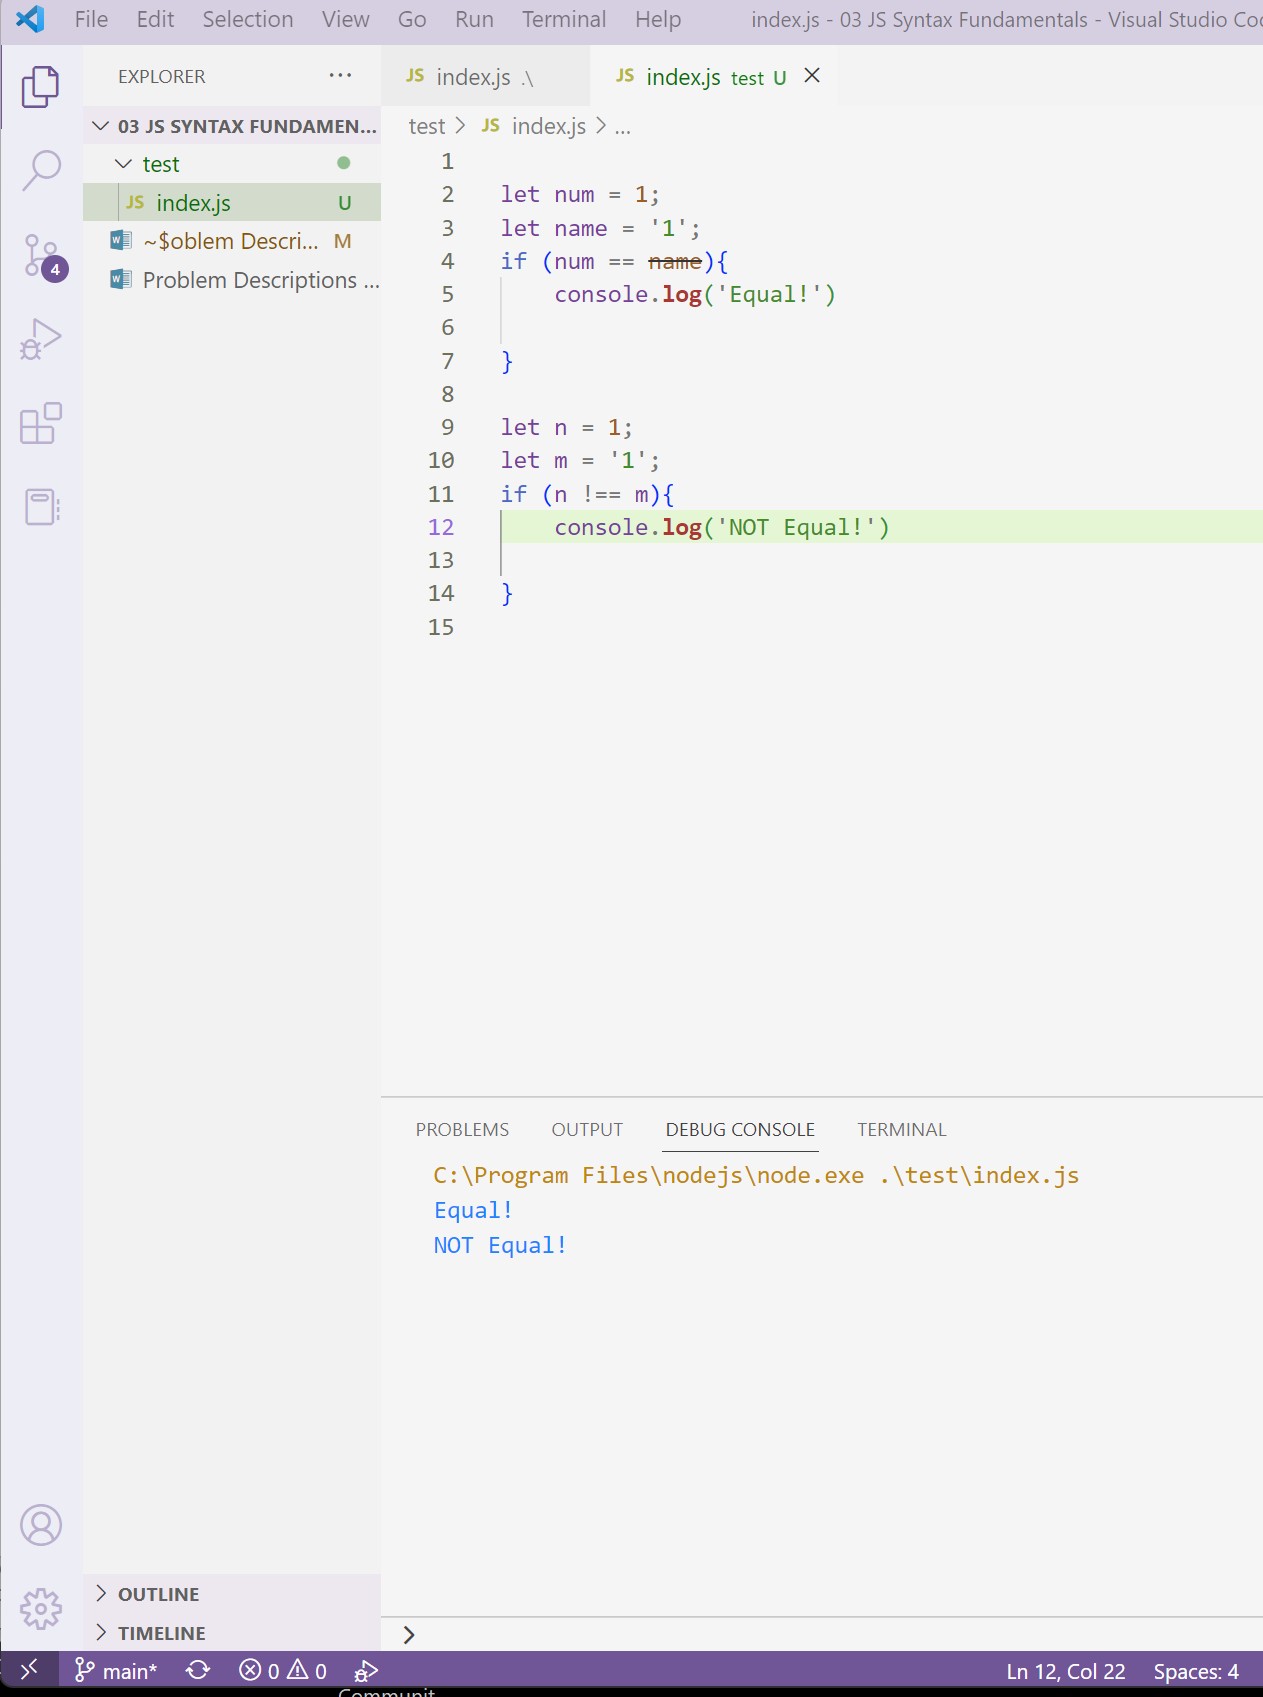 File Edit Selection View Go Run Terminal Help index.js - 03 JS Syntax Fundamentals - Visual Studio Co
EXPLORER ···
03 JS SYNTAX FUNDAMEN...
test
JS index.js U
~$oblem Descri... M
Problem Descriptions ...
4
OUTLINE
TIMELINE
JS index.js .\
JS index.js test U
test > JS index.js > ...
1
2 let num = 1;
3 let name = '1';
4 if (num == name){
5 console.log('Equal!')
6
7 }
8
9 let n = 1;
10 let m = '1';
11 if (n !== m){
12 console.log('NOT Equal!')
13
14 }
15
PROBLEMS OUTPUT DEBUG CONSOLE TERMINAL
C:\Program Files\nodejs\node.exe .\test\index.js
Equal!
NOT Equal!
>
main* 0 0 Ln 12, Col 22 Spaces: 4